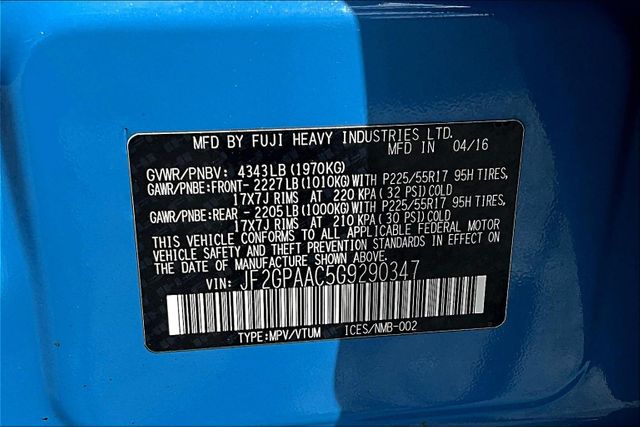 MFD BY FUJI HEAVY INDUSTRIES LTD.
MFD IN 04/16
GVWR/PNBV: 4343LB (1970KG)
GAWR/PNBE: FRONT- 2227LB (1010KG) WITH P225/55R17 95H TIRES,
17X7J RIMS AT 220 KPA (32 PSI) COLD
GAWR/PNBE: REAR - 2205LB (1000KG) WITH P225/55R17 95H TIRES,
17X7J RIMS AT 210 KPA (30 PSI) COLD
THIS VEHICLE CONFORMS TO ALL APPLICABLE FEDERAL MOTOR
VEHICLE SAFETY AND THEFT PREVENTION STANDARDS IN EFFECT ON
THE DATE OF MANUFACTURE SHOWN ABOVE.
VIN: JF2GPAAC5G9290347
TYPE: MPV/VTUM ICES/NMB-002